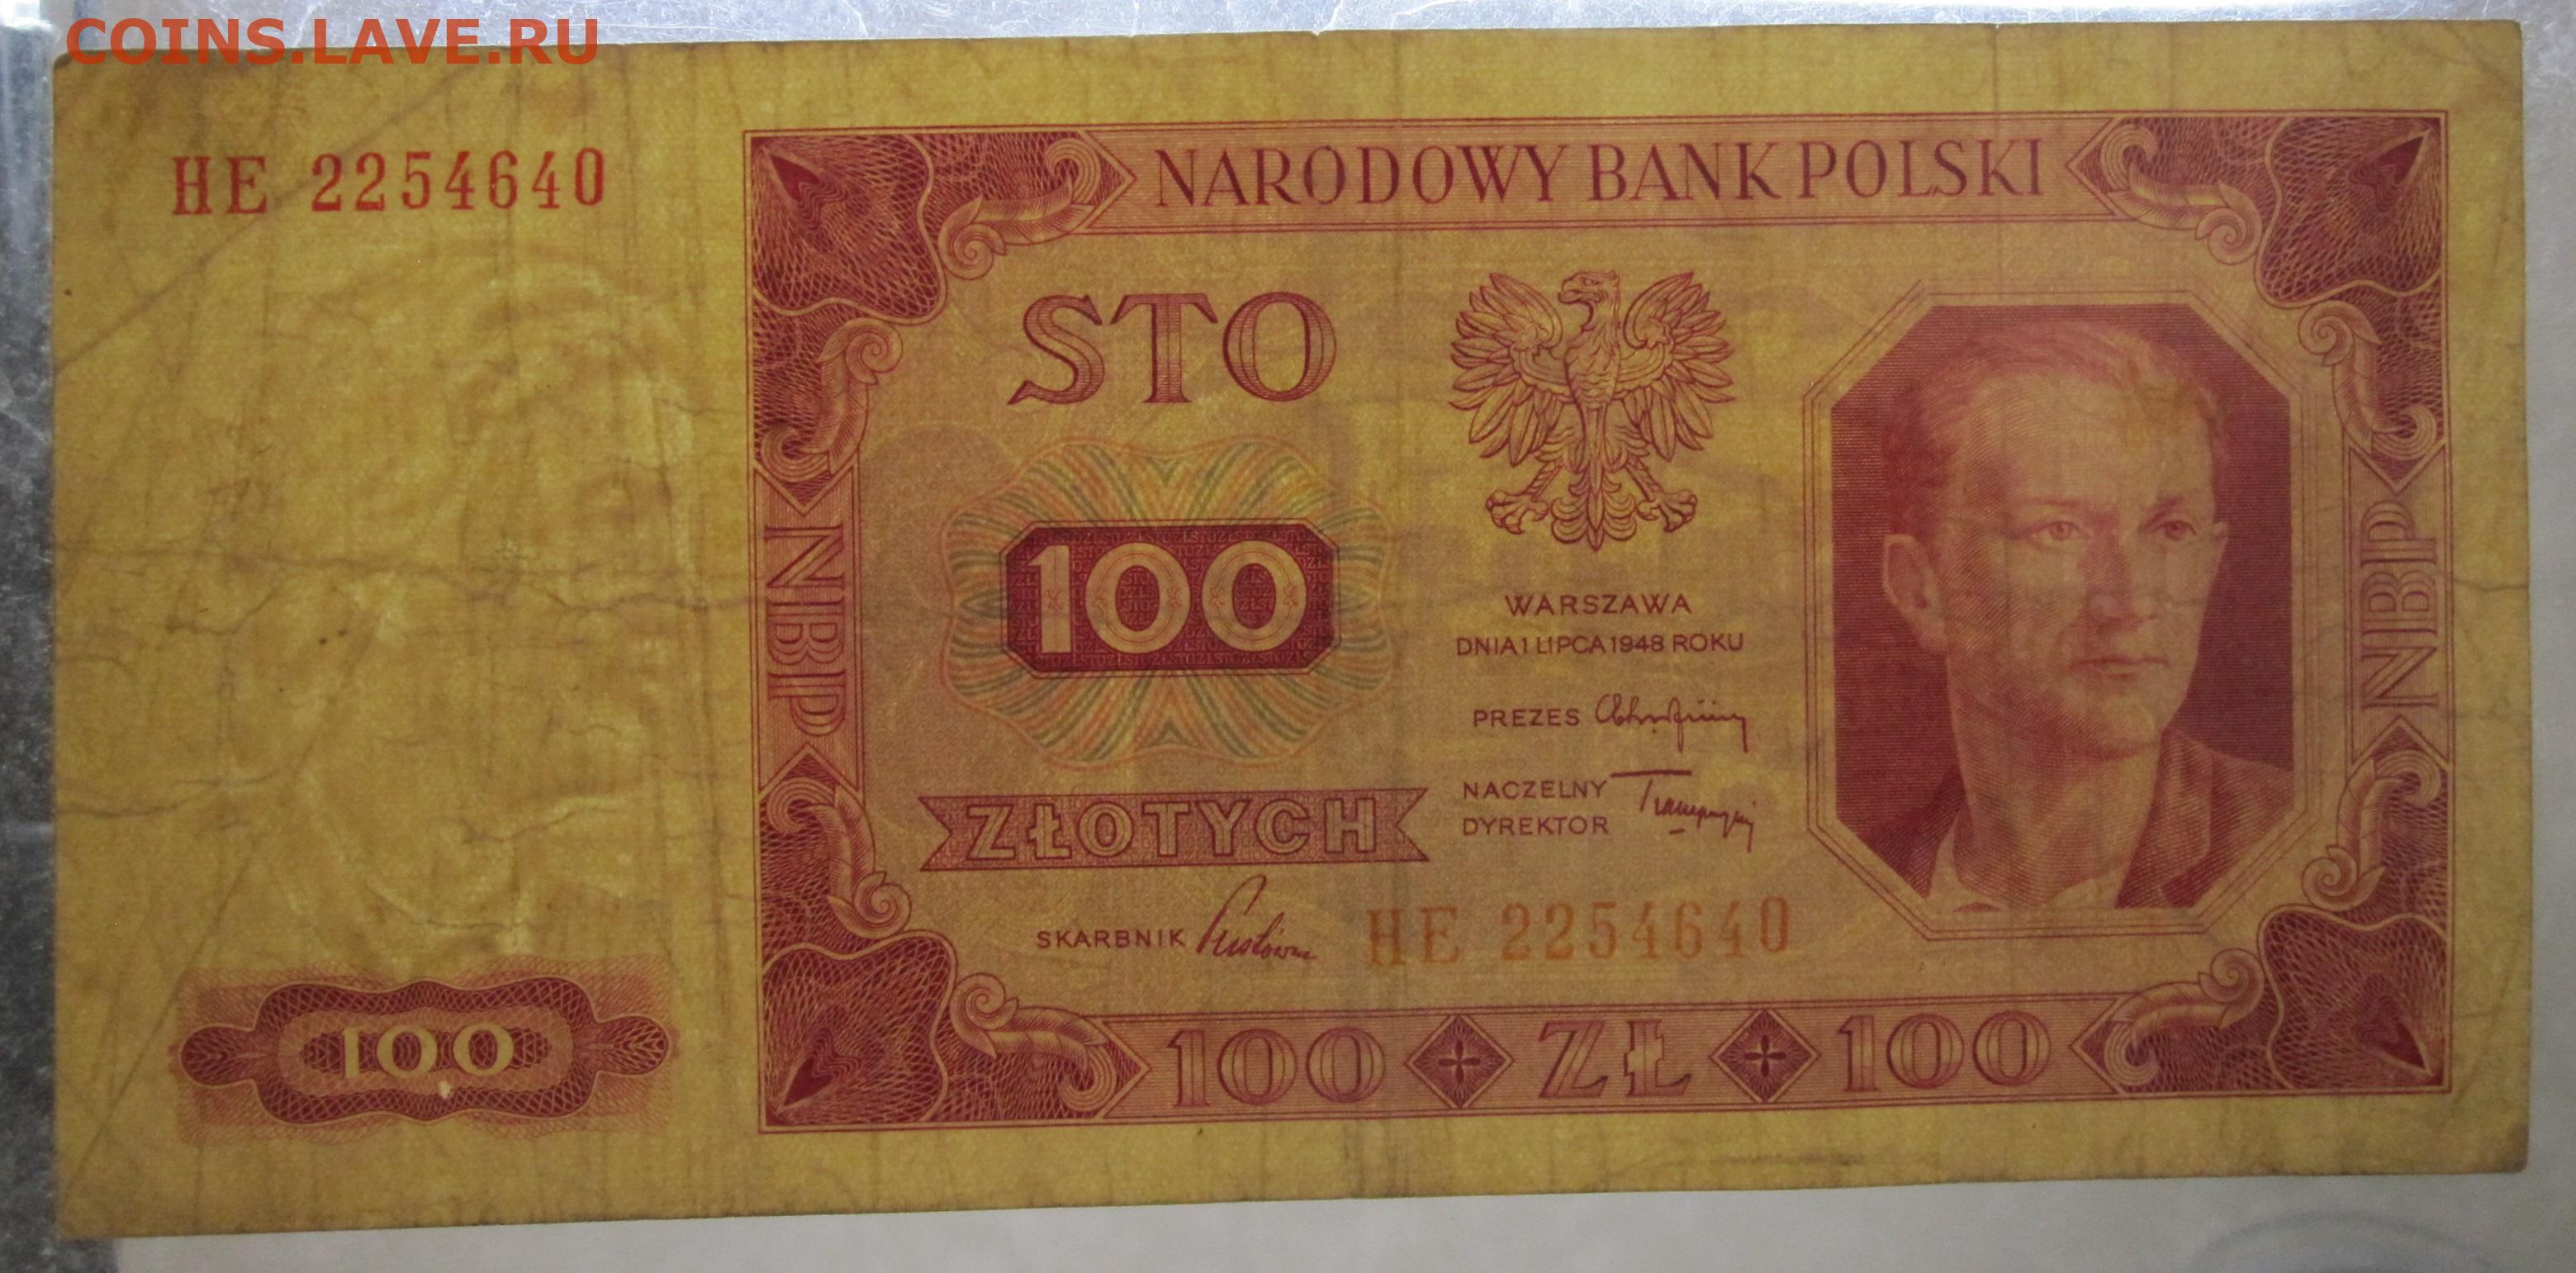 COINS.LAVE.RU
HE 2254640
NARODOWY BANK POLSKI
STO
100
NBP
NBP
WARSZAWA
DNIA 1 LIPCA 1948 ROKU
PREZES
ZŁOTYCH
NACZELNY
DYREKTOR
SKARBNIK
HE 2254640
100
100 ZŁ 100